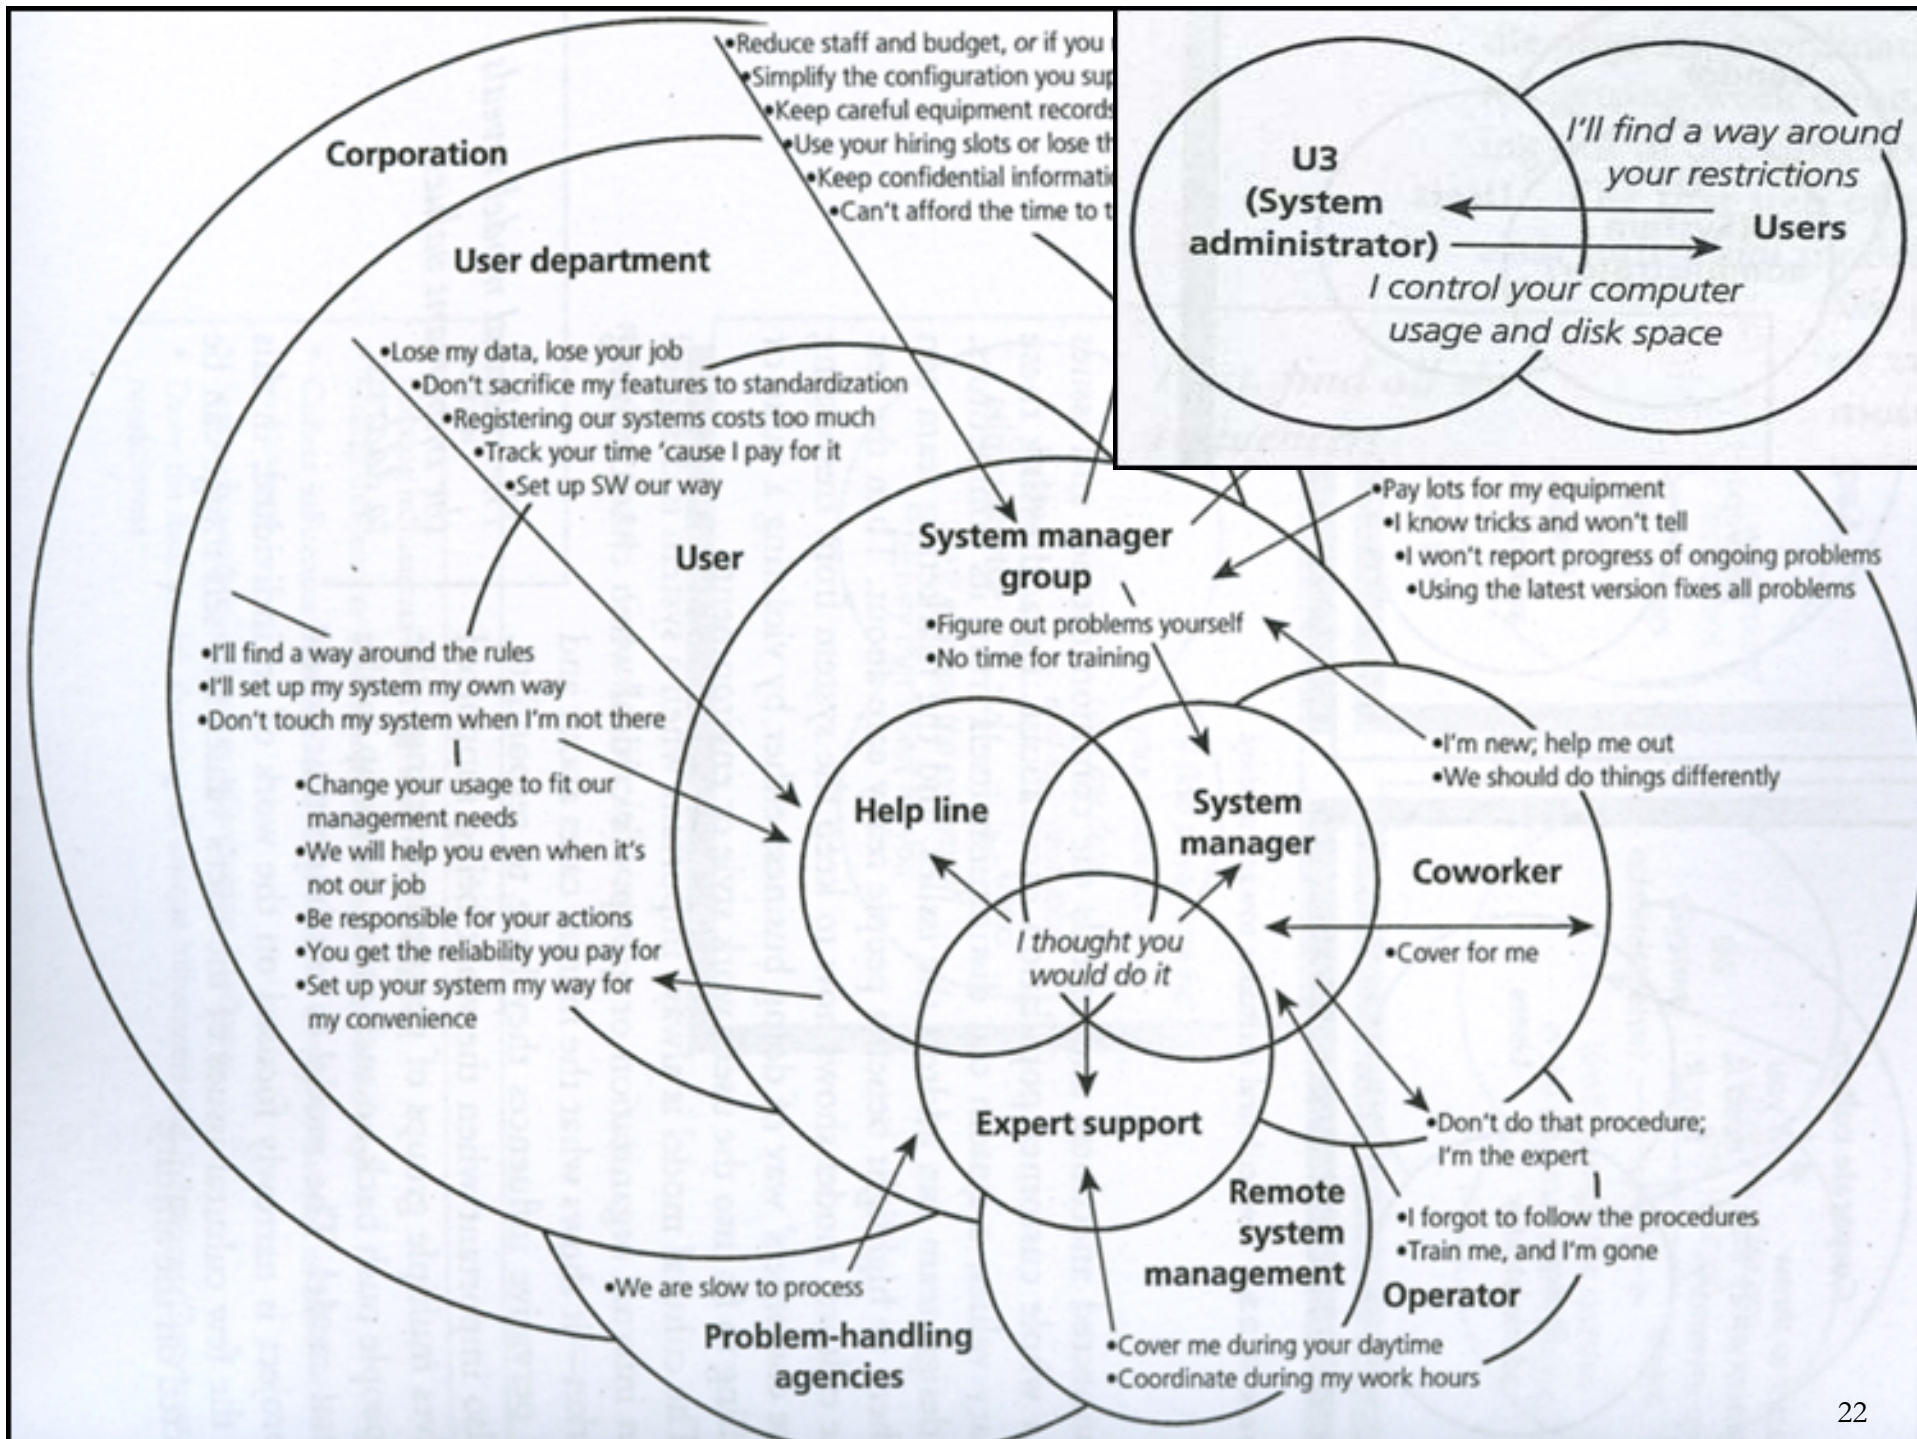 •Reduce staff and budget, or if you
•Simplify the configuration you
•Keep careful equipment records
•Use your hiring slots or lose
•Keep confidential
•Can't afford the time to
Corporation
User department
U3
(System
administrator)
I'll find a way around
your restrictions
Users
I control your computer
usage and disk space
•Lose my data, lose your job
•Don't sacrifice my features to standardization
•Registering our systems costs too much
•Track your time 'cause I pay for it
•Set up SW our way
User
System manager
group
•Figure out problems yourself
•No time for training
•Pay lots for my equipment
•I know tricks and won't tell
•I won't report progress of ongoing problems
•Using the latest version fixes all problems
•I'll find a way around the rules
•I'll set up my system my own way
•Don't touch my system when I'm not there
•Change your usage to fit our
management needs
•We will help you even when it's
not our job
•Be responsible for your actions
•You get the reliability you pay for
•Set up your system my way for
my convenience
Help line
System
manager
•I'm new; help me out
•We should do things differently
Coworker
•Cover for me
I thought you
would do it
Expert support
•Don't do that procedure;
I'm the expert
•I forgot to follow the procedures
•Train me, and I'm gone
Operator
Remote
system
management
•We are slow to process
Problem-handling
agencies
•Cover me during your daytime
•Coordinate during my work hours
22